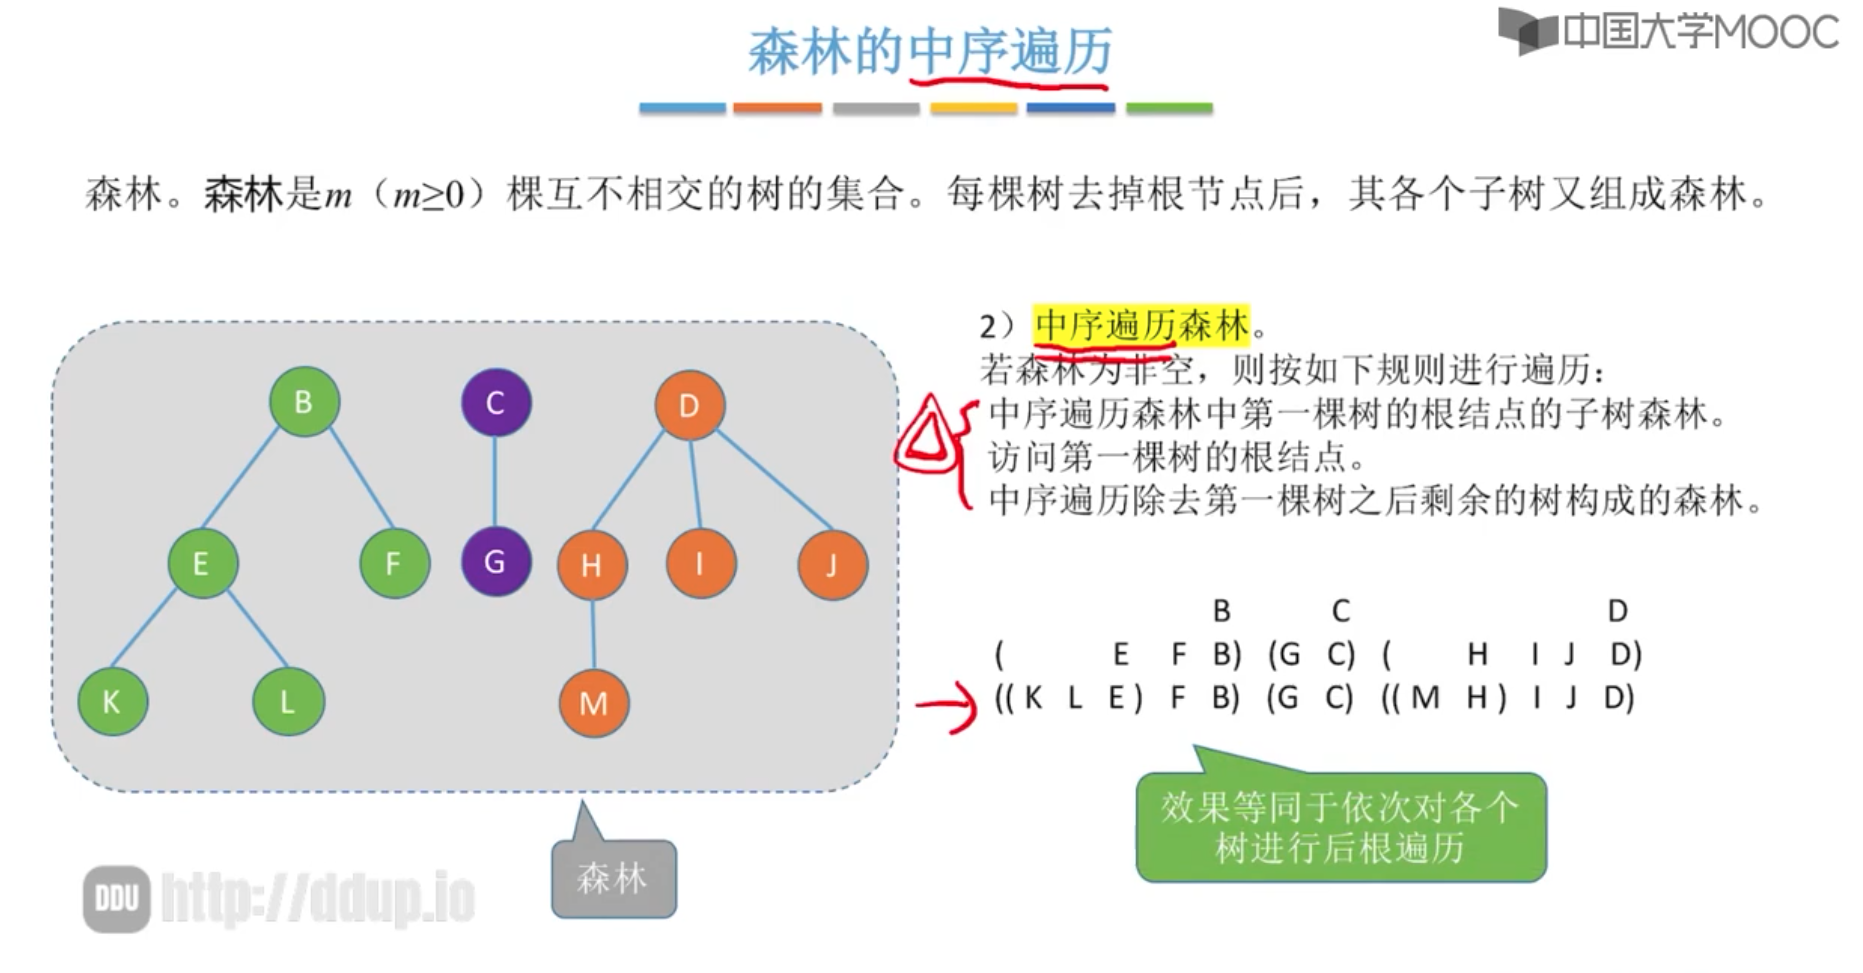 中国大学MOOC
森林的中序遍历
森林。森林是m（m≥0）棵互不相交的树的集合。每棵树去掉根节点后，其各个子树又组成森林。
2）中序遍历森林。
若森林为非空，则按如下规则进行遍历：
中序遍历森林中第一棵树的根结点的子树森林。
访问第一棵树的根结点。
中序遍历除去第一棵树之后剩余的树构成的森林。
B C D
E F G H I J
K L M
B C D
( E F B) (G C) ( H I J D)
((K L E) F B) (G C) ((M H) I J D)
效果等同于依次对各个
树进行后根遍历
森林
DDU http://ddup.io